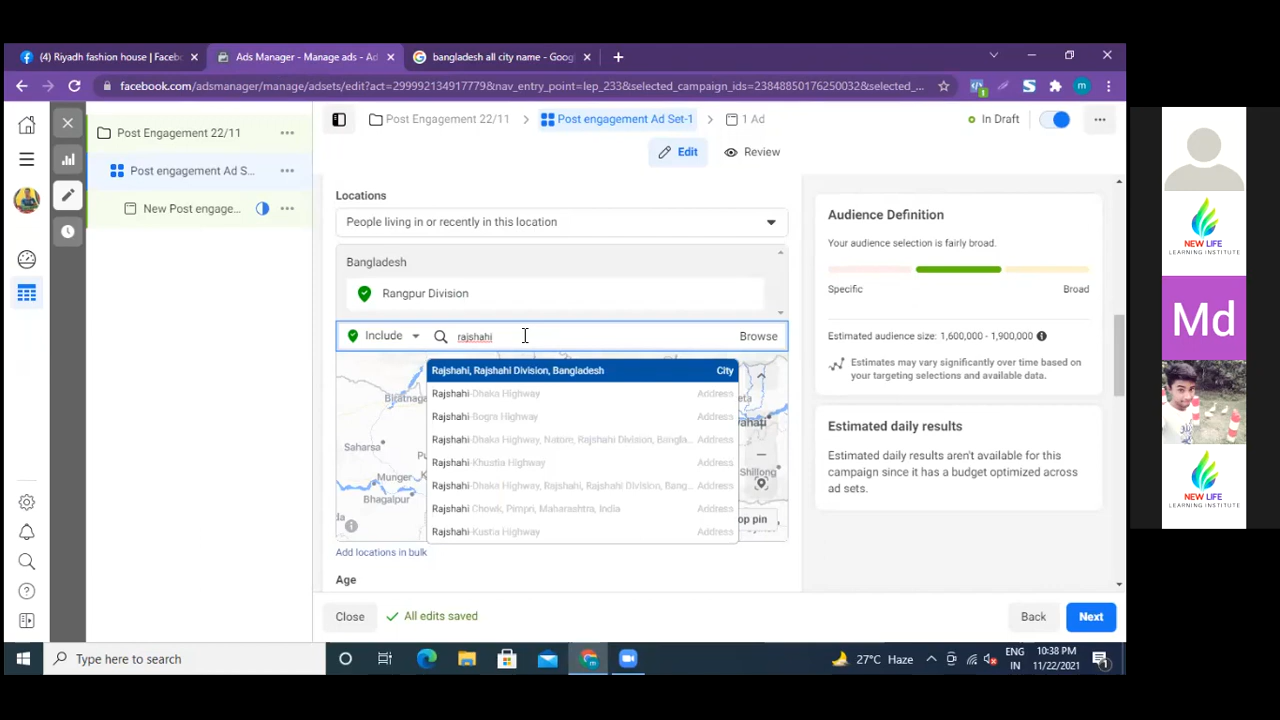 (4) Riyadh fashion house | Faceb
Ads Manager - Manage ads - Ad
bangladesh all city name - Goog
facebook.com/adsmanager/manage/adsets/edit?act=299992134917779&nav_entry_point=lep_233&selected_campaign_ids=23848850176250032&selected_...
m
Post Engagement 22/11
Post engagement Ad S...
New Post engage...
Post Engagement 22/11
Post engagement Ad Set-1
1 Ad
In Draft
Edit
Review
Locations
People living in or recently in this location
Bangladesh
Rangpur Division
Include
rajshahi
Browse
Rajshahi, Rajshahi Division, Bangladesh City
Rajshahi-Dhaka Highway Address
Rajshahi-Bogra Highway Address
Rajshahi-Dhaka Highway, Natore, Rajshahi Division, Bangla... Address
Rajshahi-Khustia Highway Address
Rajshahi-Dhaka Highway, Rajshahi, Rajshahi Division, Bang... Address
Rajshahi Chowk, Pimpri, Maharashtra, India Address
Rajshahi-Kustia Highway Address
Biratnagar
Saharsa
Munger
Bhagalpur
Shillong
op pin
Add locations in bulk
Age
Audience Definition
Your audience selection is fairly broad.
Specific
Broad
Estimated audience size: 1,600,000 - 1,900,000
Estimates may vary significantly over time based on
your targeting selections and available data.
Estimated daily results
Estimated daily results aren't available for this
campaign since it has a budget optimized across
ad sets.
Close
All edits saved
Back
Next
Type here to search
27°C Haze
ENG
IN
10:38 PM
11/22/2021
1
NEW LIFE
LEARNING INSTITUTE
Md
NEW LIFE
LEARNING INSTITUTE